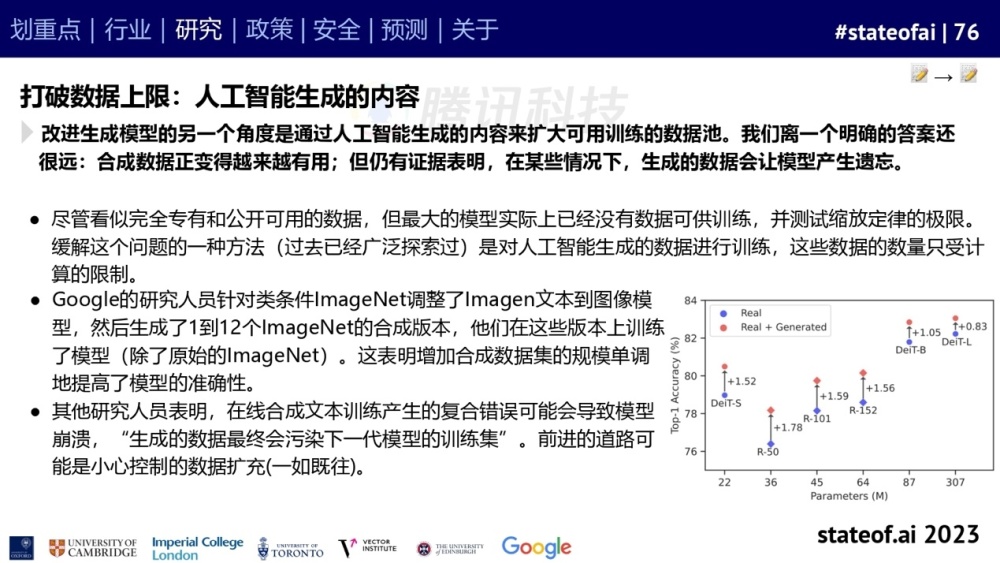 划重点 | 行业 | 研究 | 政策 | 安全 | 预测 | 关于
#stateofai | 76
打破数据上限：人工智能生成的内容
腾讯科技
改进生成模型的另一个角度是通过人工智能生成的内容来扩大可用训练的数据池。我们离一个明确的答案还
很远：合成数据正变得越来越有用；但仍有证据表明，在某些情况下，生成的数据会让模型产生遗忘。
● 尽管看似完全专有和公开可用的数据，但最大的模型实际上已经没有数据可供训练，并测试缩放定律的极限。
缓解这个问题的一种方法（过去已经广泛探索过）是对人工智能生成的数据进行训练，这些数据的数量只受计
算的限制。
● Google的研究人员针对类条件ImageNet调整了Imagen文本到图像模
型，然后生成了1到12个ImageNet的合成版本，他们在这些版本上训练
了模型（除了原始的ImageNet）。这表明增加合成数据集的规模单调
地提高了模型的准确性。
● 其他研究人员表明，在线合成文本训练产生的复合错误可能会导致模型
崩溃，“生成的数据最终会污染下一代模型的训练集”。前进的道路可
能是小心控制的数据扩充(一如既往)。
Top-1 Accuracy (%)
84
82
80
78
76
Real
Real + Generated
+1.52
DeiT-S
+1.78
R-50
+1.59
R-101
+1.56
R-152
+1.05
DeiT-B
+0.83
DeiT-L
22 36 45 64 87 307
Parameters (M)
stateof.ai 2023
OXFORD
UNIVERSITY OF
CAMBRIDGE
Imperial College
London
UNIVERSITY OF
TORONTO
VECTOR
INSTITUTE
THE UNIVERSITY
of EDINBURGH
Google